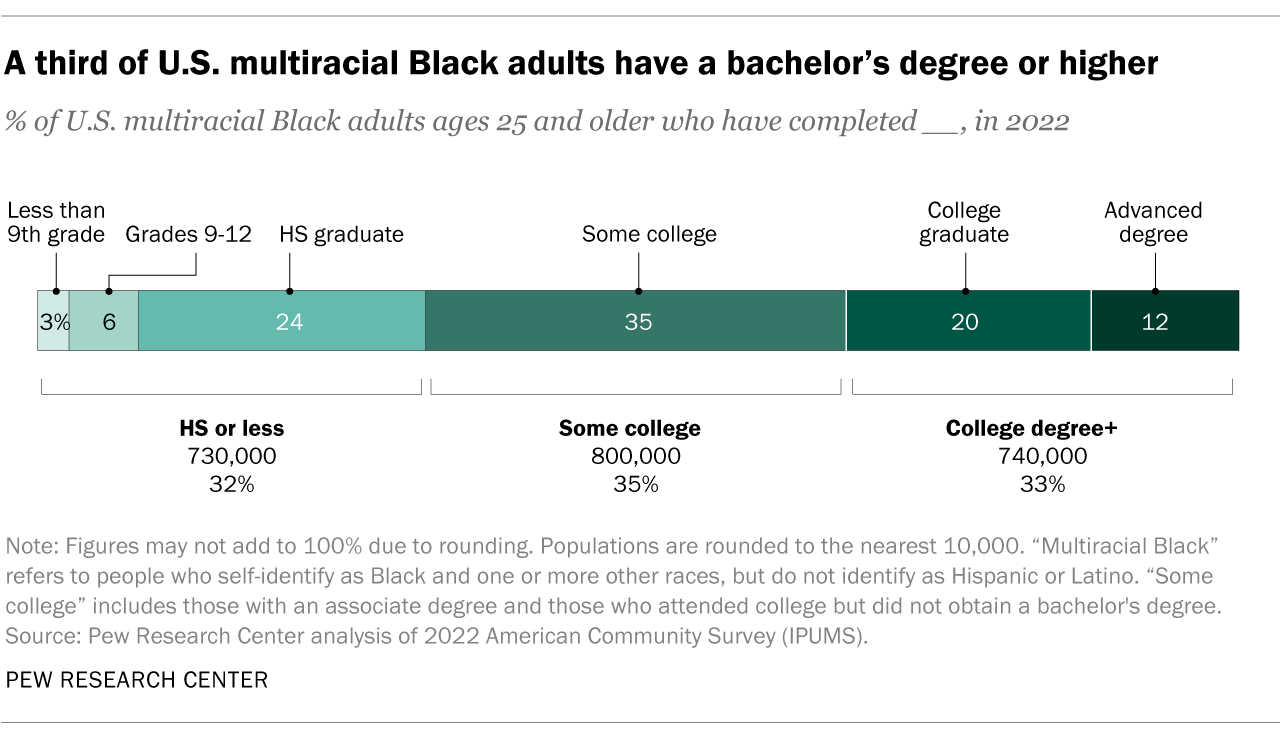 A third of U.S. multiracial Black adults have a bachelor’s degree or higher
% of U.S. multiracial Black adults ages 25 and older who have completed __, in 2022
Less than
9th grade
Grades 9-12
HS graduate
Some college
College
graduate
Advanced
degree
3%
6
24
35
20
12
HS or less
730,000
32%
Some college
800,000
35%
College degree+
740,000
33%
Note: Figures may not add to 100% due to rounding. Populations are rounded to the nearest 10,000. “Multiracial Black”
refers to people who self-identify as Black and one or more other races, but do not identify as Hispanic or Latino. “Some
college” includes those with an associate degree and those who attended college but did not obtain a bachelor's degree.
Source: Pew Research Center analysis of 2022 American Community Survey (IPUMS).
PEW RESEARCH CENTER